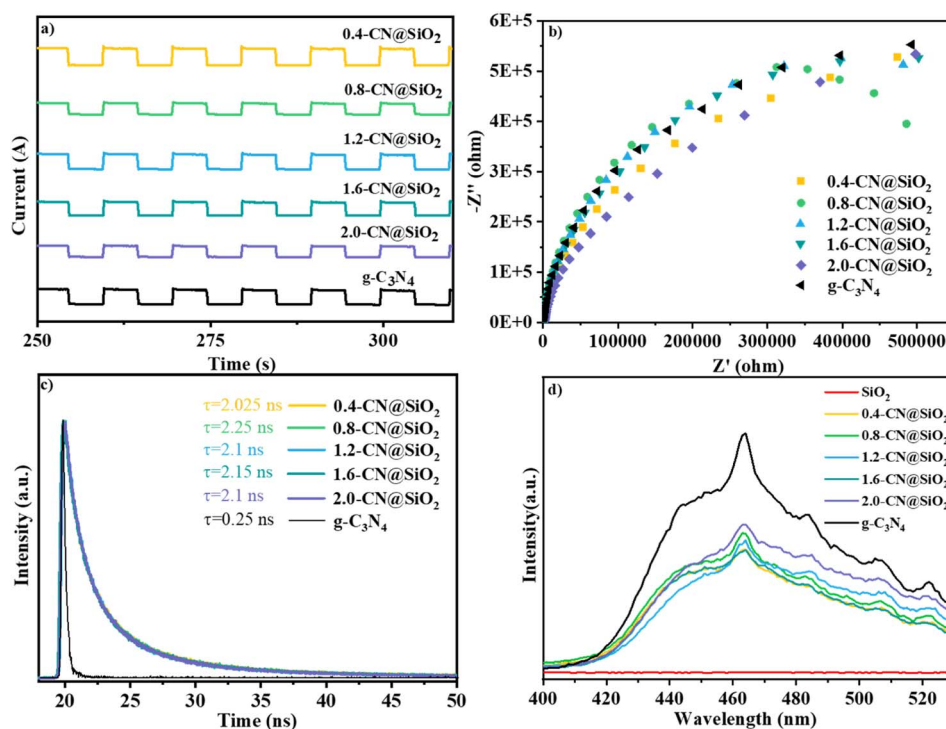 a)
0.4-CN@SiO2
0.8-CN@SiO2
1.2-CN@SiO2
1.6-CN@SiO2
2.0-CN@SiO2
g-C3N4
Current (A)
250 275 300
Time (s)
b)
6E+5
5E+5
4E+5
3E+5
2E+5
1E+5
0E+0
-Z'' (ohm)
0.4-CN@SiO2
0.8-CN@SiO2
1.2-CN@SiO2
1.6-CN@SiO2
2.0-CN@SiO2
g-C3N4
0 100000 200000 300000 400000 500000
Z' (ohm)
c)
τ=2.025 ns 0.4-CN@SiO2
τ=2.25 ns 0.8-CN@SiO2
τ=2.1 ns 1.2-CN@SiO2
τ=2.15 ns 1.6-CN@SiO2
τ=2.1 ns 2.0-CN@SiO2
τ=0.25 ns g-C3N4
Intensity (a.u.)
20 25 30 35 40 45 50
Time (ns)
d)
SiO2
0.4-CN@SiO2
0.8-CN@SiO2
1.2-CN@SiO2
1.6-CN@SiO2
2.0-CN@SiO2
g-C3N4
Intensity(a.u.)
400 420 440 460 480 500 520
Wavelength (nm)